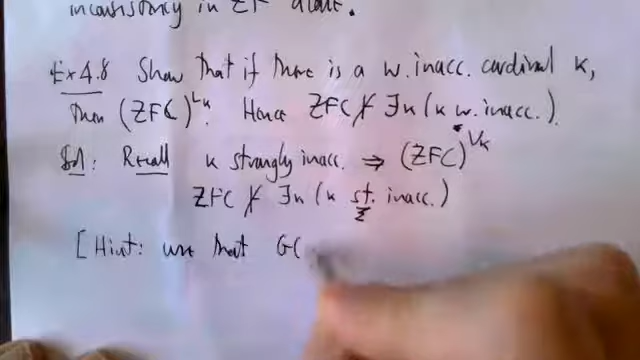 inconsistency in ZF alone.
Ex 4.8 Show that if there is a w. inacc. cardinal κ,
then (ZFC)^Lκ. Hence ZFC ⊬ ∃κ (κ w. inacc.).
Sol: Recall κ strongly inacc. ⇒ (ZFC)^Vκ
ZFC ⊬ ∃κ (κ st. inacc.)
[Hint: use that GC